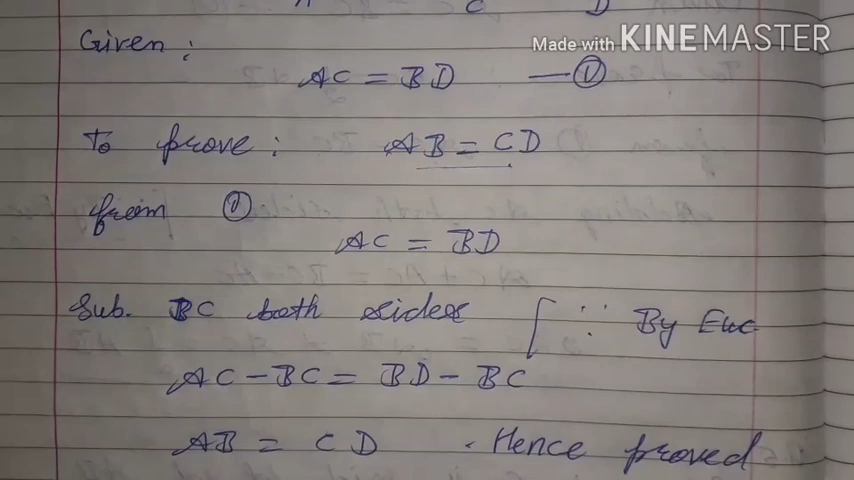 A C D
Given :
Made with KINEMASTER
AC = BD — ①
To prove : AB = CD
from ①
AC = BD
Sub. BC both sides [ ∵ By Euc
AC - BC = BD - BC
AB = CD . Hence proved